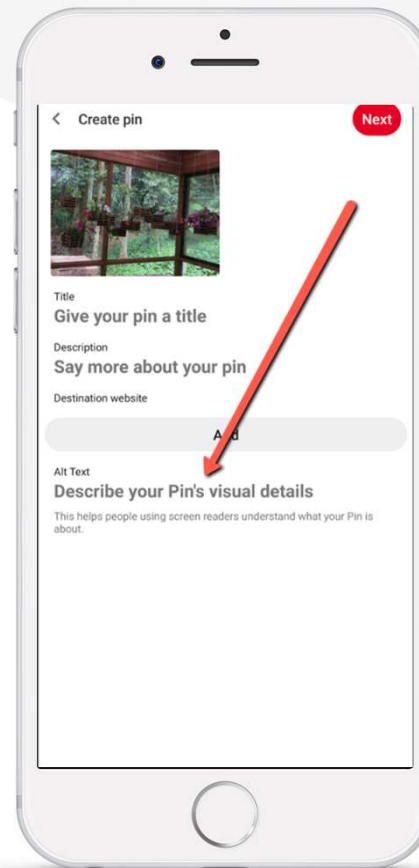 Create pin
Next
Title
Give your pin a title
Description
Say more about your pin
Destination website
Alt Text
Describe your Pin's visual details
This helps people using screen readers understand what your Pin is
about.